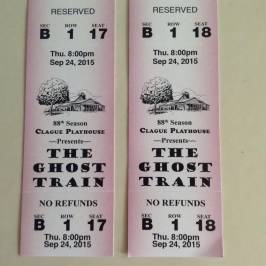 RESERVED
SEC ROW SEAT
B 1 17
Thu. 8:00pm
Sep 24, 2015
88th Season
CLAGUE PLAYHOUSE
—Presents—
THE
GHOST
TRAIN
NO REFUNDS
SEC ROW SEAT
B 1 17
Thu. 8:00pm
Sep 24, 2015
RESERVED
SEC ROW SEAT
B 1 18
Thu. 8:00pm
Sep 24, 2015
88th Season
CLAGUE PLAYHOUSE
—Presents—
THE
GHOST
TRAIN
NO REFUNDS
SEC ROW SEAT
B 1 18
Thu. 8:00pm
Sep 24, 2015